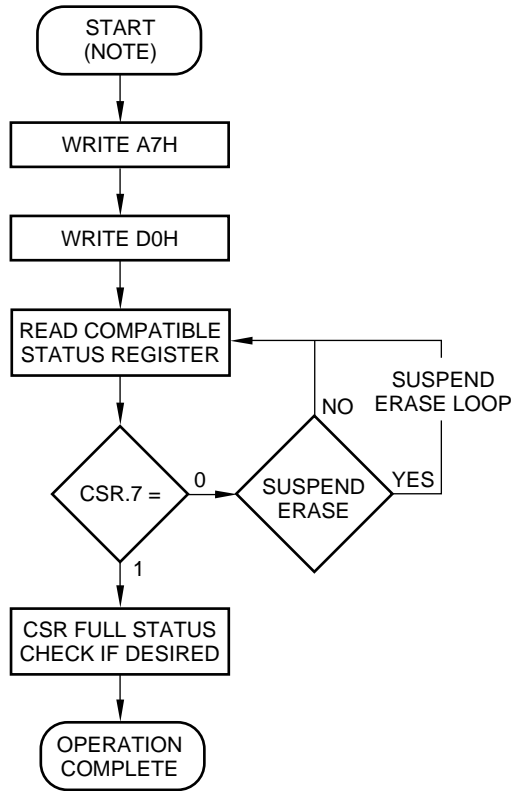 START
(NOTE)
WRITE A7H
WRITE D0H
READ COMPATIBLE
STATUS REGISTER
SUSPEND
ERASE LOOP
NO
CSR.7 =
0
SUSPEND
ERASE
YES
1
CSR FULL STATUS
CHECK IF DESIRED
OPERATION
COMPLETE